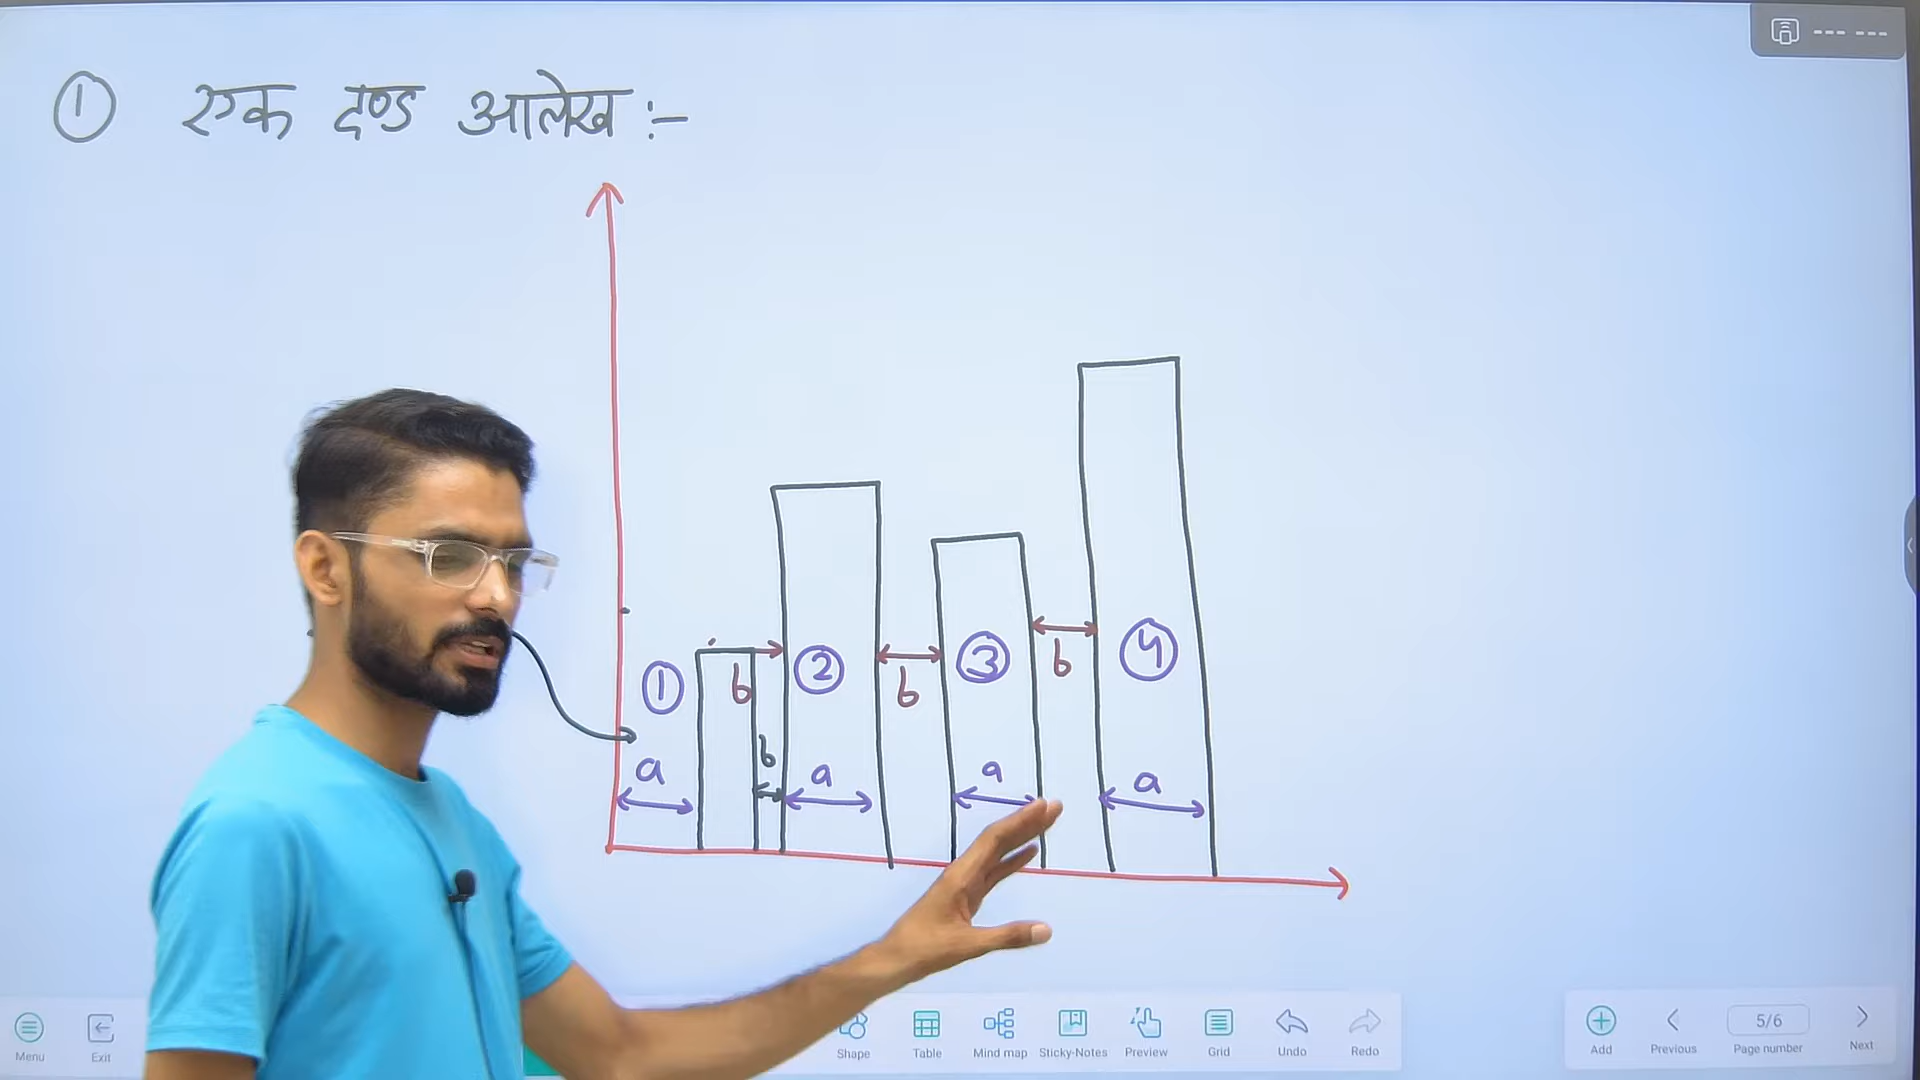 ① एक दण्ड आलेख :-
① b ② b ③ b ४
b
a a a a
Menu Exit Shape Table Mind map Sticky-Notes Preview Grid Undo Redo Add Previous 5/6 Page number Next